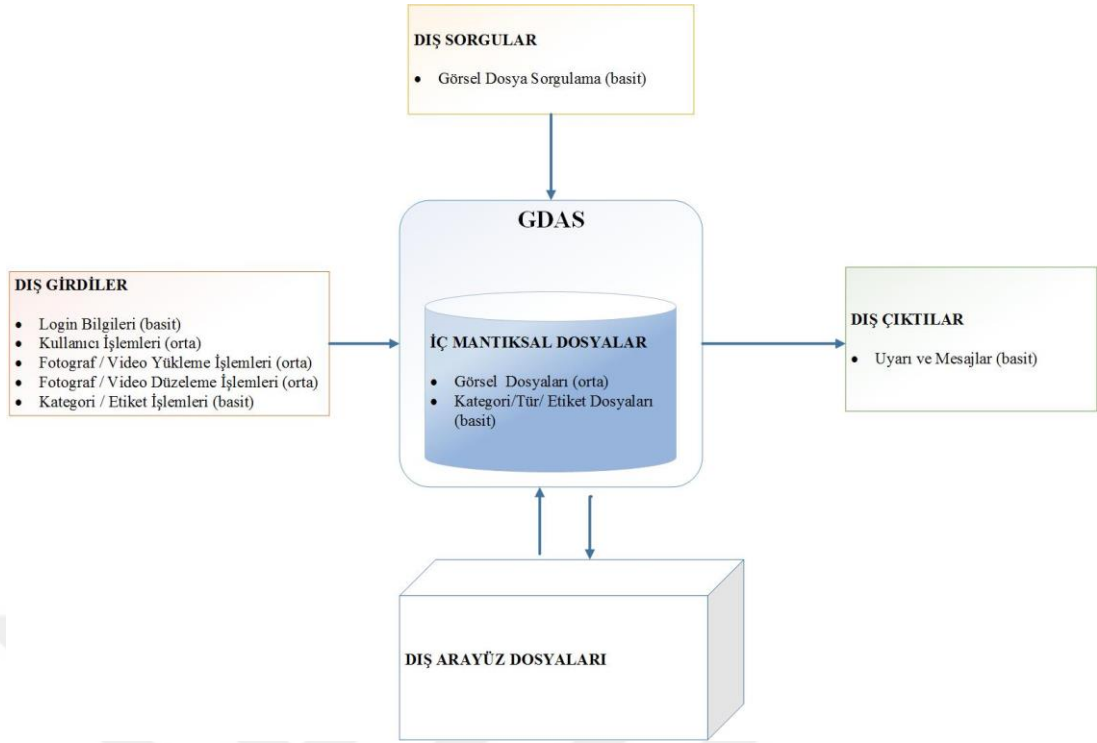 DIŞ SORGULAR
• Görsel Dosya Sorgulama (basit)
GDAS
DIŞ GİRDİLER
• Login Bilgileri (basit)
• Kullanıcı İşlemleri (orta)
• Fotograf / Video Yükleme İşlemleri (orta)
• Fotograf / Video Düzeleme İşlemleri (orta)
• Kategori / Etiket İşlemleri (basit)
İÇ MANTIKSAL DOSYALAR
• Görsel Dosyaları (orta)
• Kategori/Tür/ Etiket Dosyaları
(basit)
DIŞ ÇIKTILAR
• Uyarı ve Mesajlar (basit)
DIŞ ARAYÜZ DOSYALARI